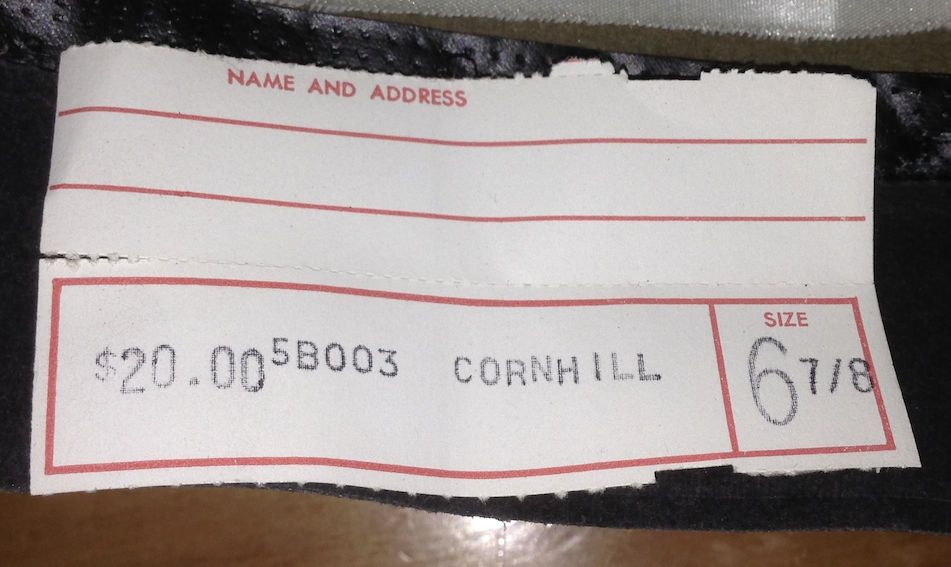 NAME AND ADDRESS
SIZE
$20.00 5B003 CORNHILL 6 7/8